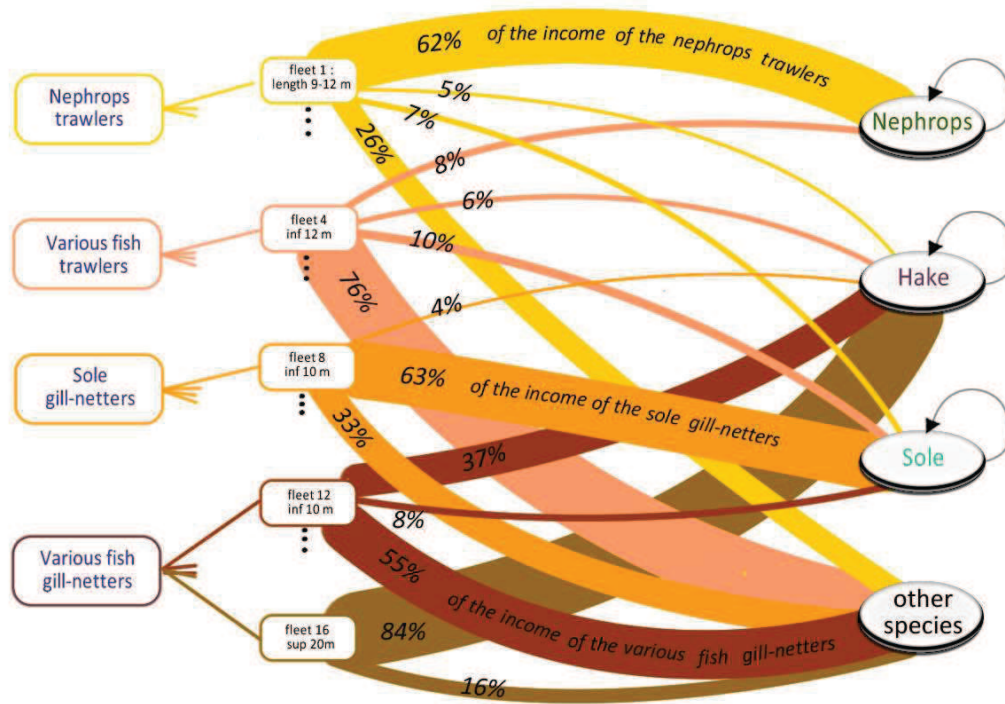 Nephrops
trawlers
fleet 1 :
length 9-12 m
62% of the income of the nephrops trawlers
5%
7%
26%
Nephrops
Various fish
trawlers
fleet 4
inf 12 m
8%
6%
10%
76%
Hake
Sole
gill-netters
fleet 8
inf 10 m
4%
63% of the income of the sole gill-netters
33%
Sole
Various fish
gill-netters
fleet 12
inf 10 m
37%
8%
55% of the income of the various fish gill-netters
other
species
fleet 16
sup 20m
84%
16%